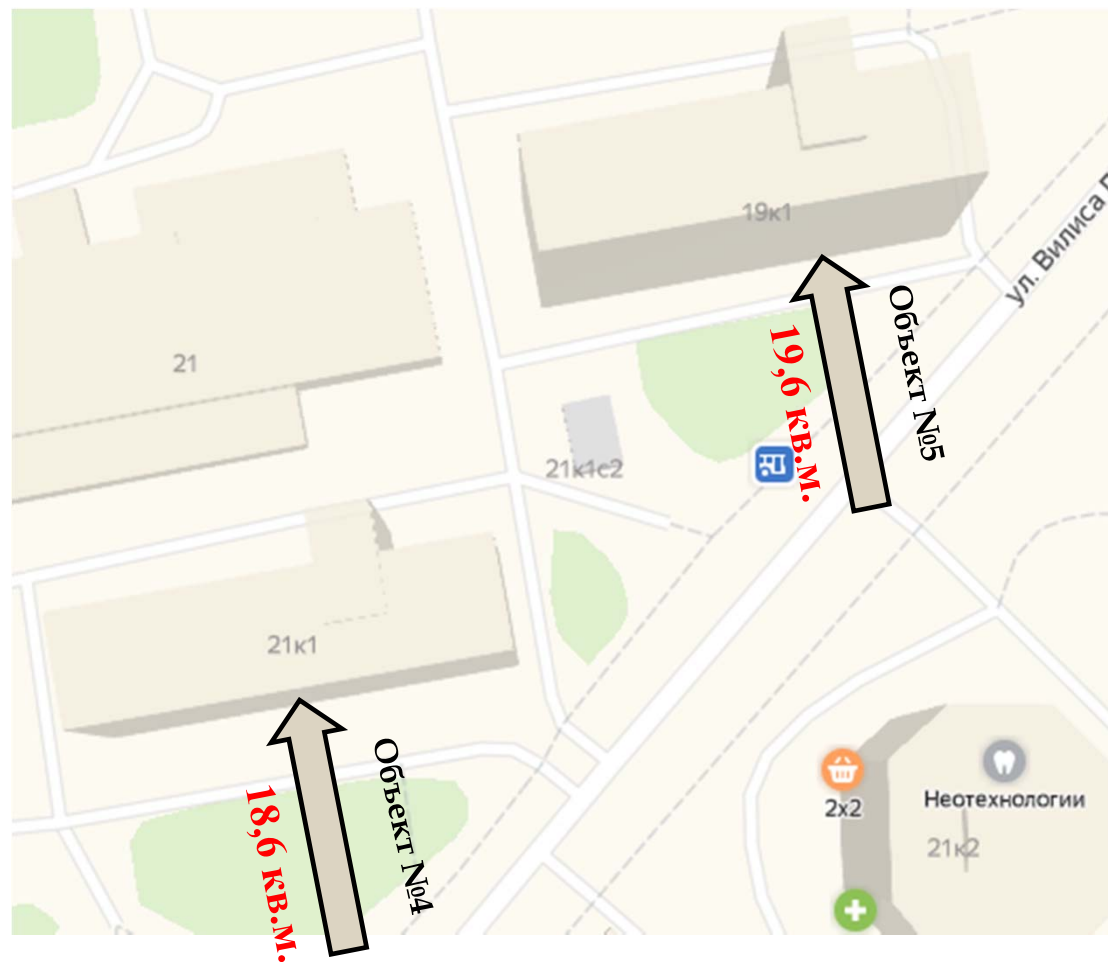 19к1
ул. Вилиса
21
Объект №5
19,6 кв.м.
21к1с2
21к1
Объект №4
18,6 кв.м.
2х2
Неотехнологии
21к2